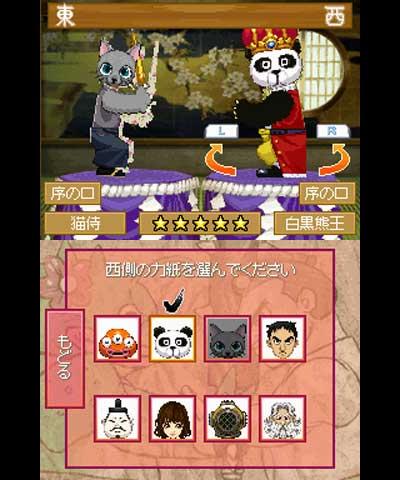 東 西
L R
序の口 序の口
猫侍 ★★★★★ 白黒熊王
西側の力紙を選んでください
もどる